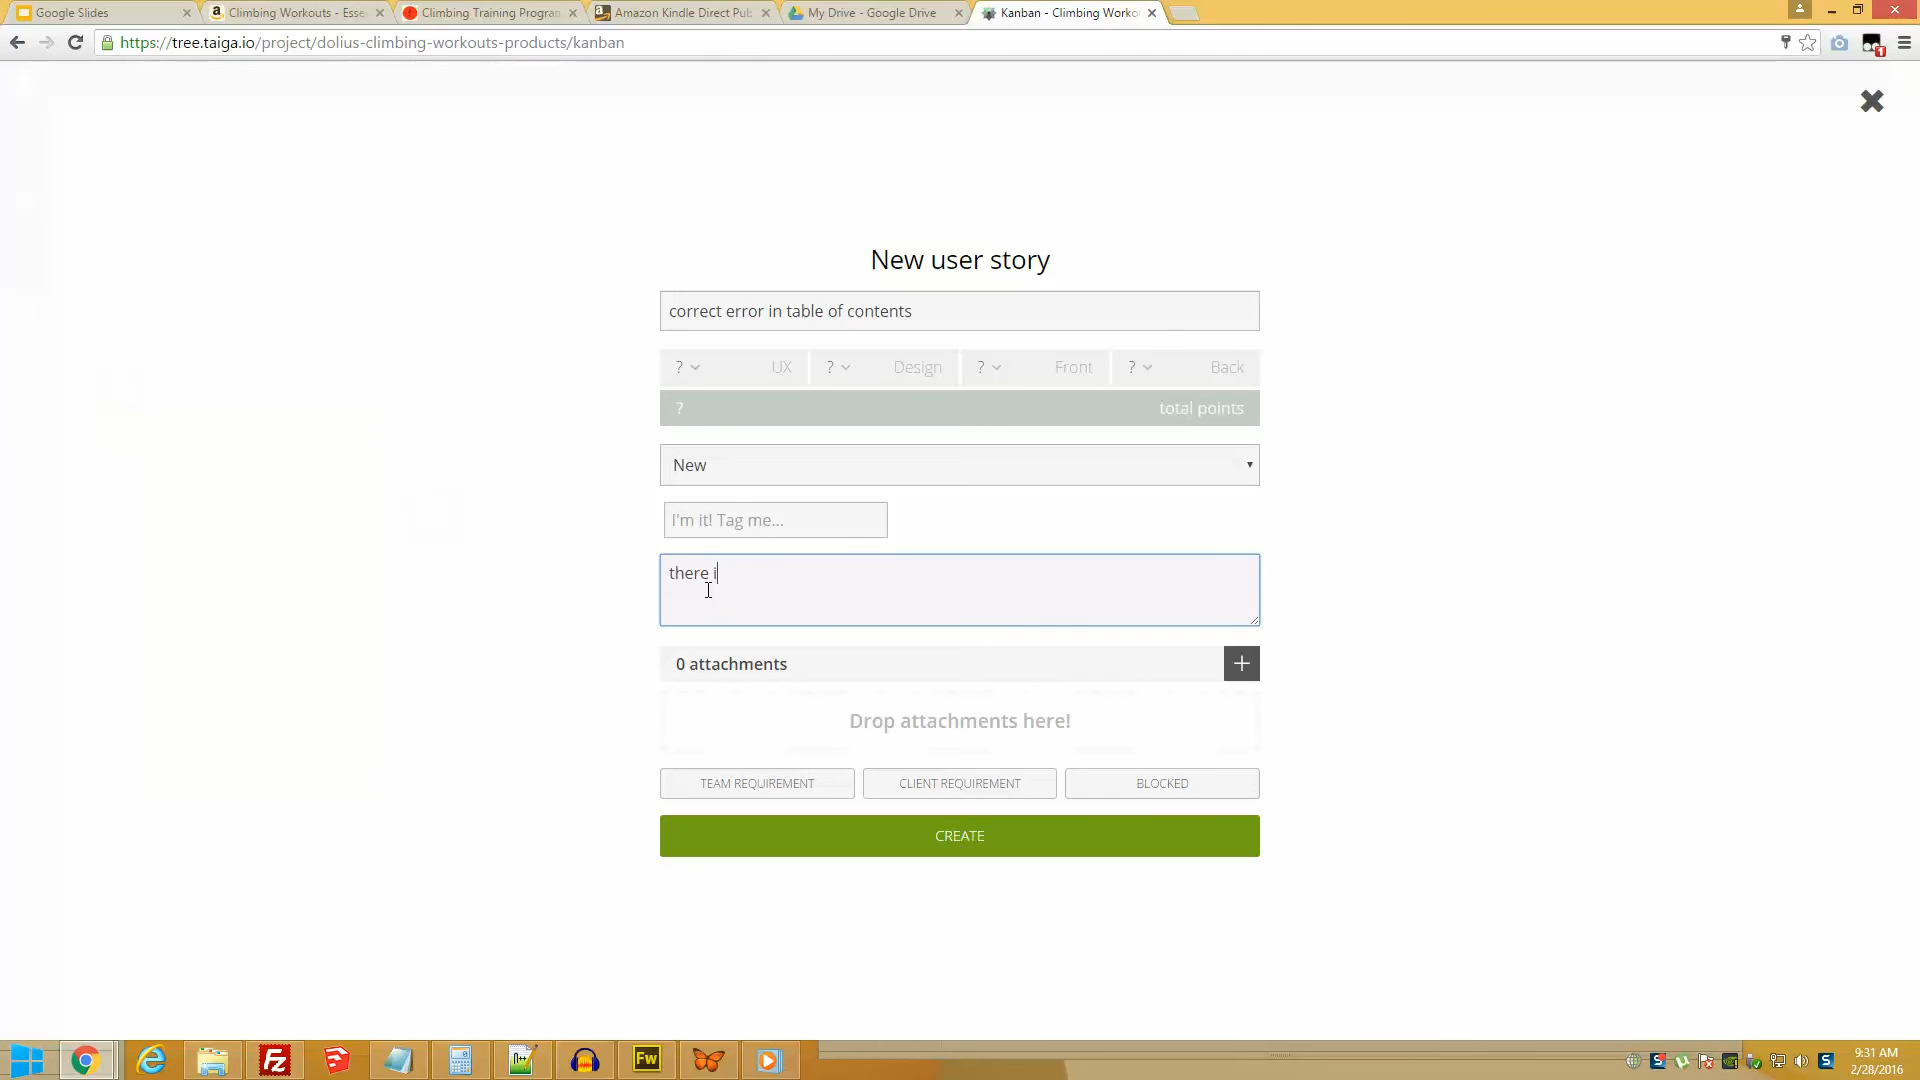 Google Slides
Climbing Workouts - Esse
Climbing Training Program
Amazon Kindle Direct Pub
My Drive - Google Drive
Kanban - Climbing Worko
https://tree.taiga.io/project/dolius-climbing-workouts-products/kanban
New user story
correct error in table of contents
? UX ? Design ? Front ? Back
? total points
New
I'm it! Tag me...
there i
0 attachments
Drop attachments here!
TEAM REQUIREMENT CLIENT REQUIREMENT BLOCKED
CREATE
Fz
Fw
9:31 AM
2/28/2016